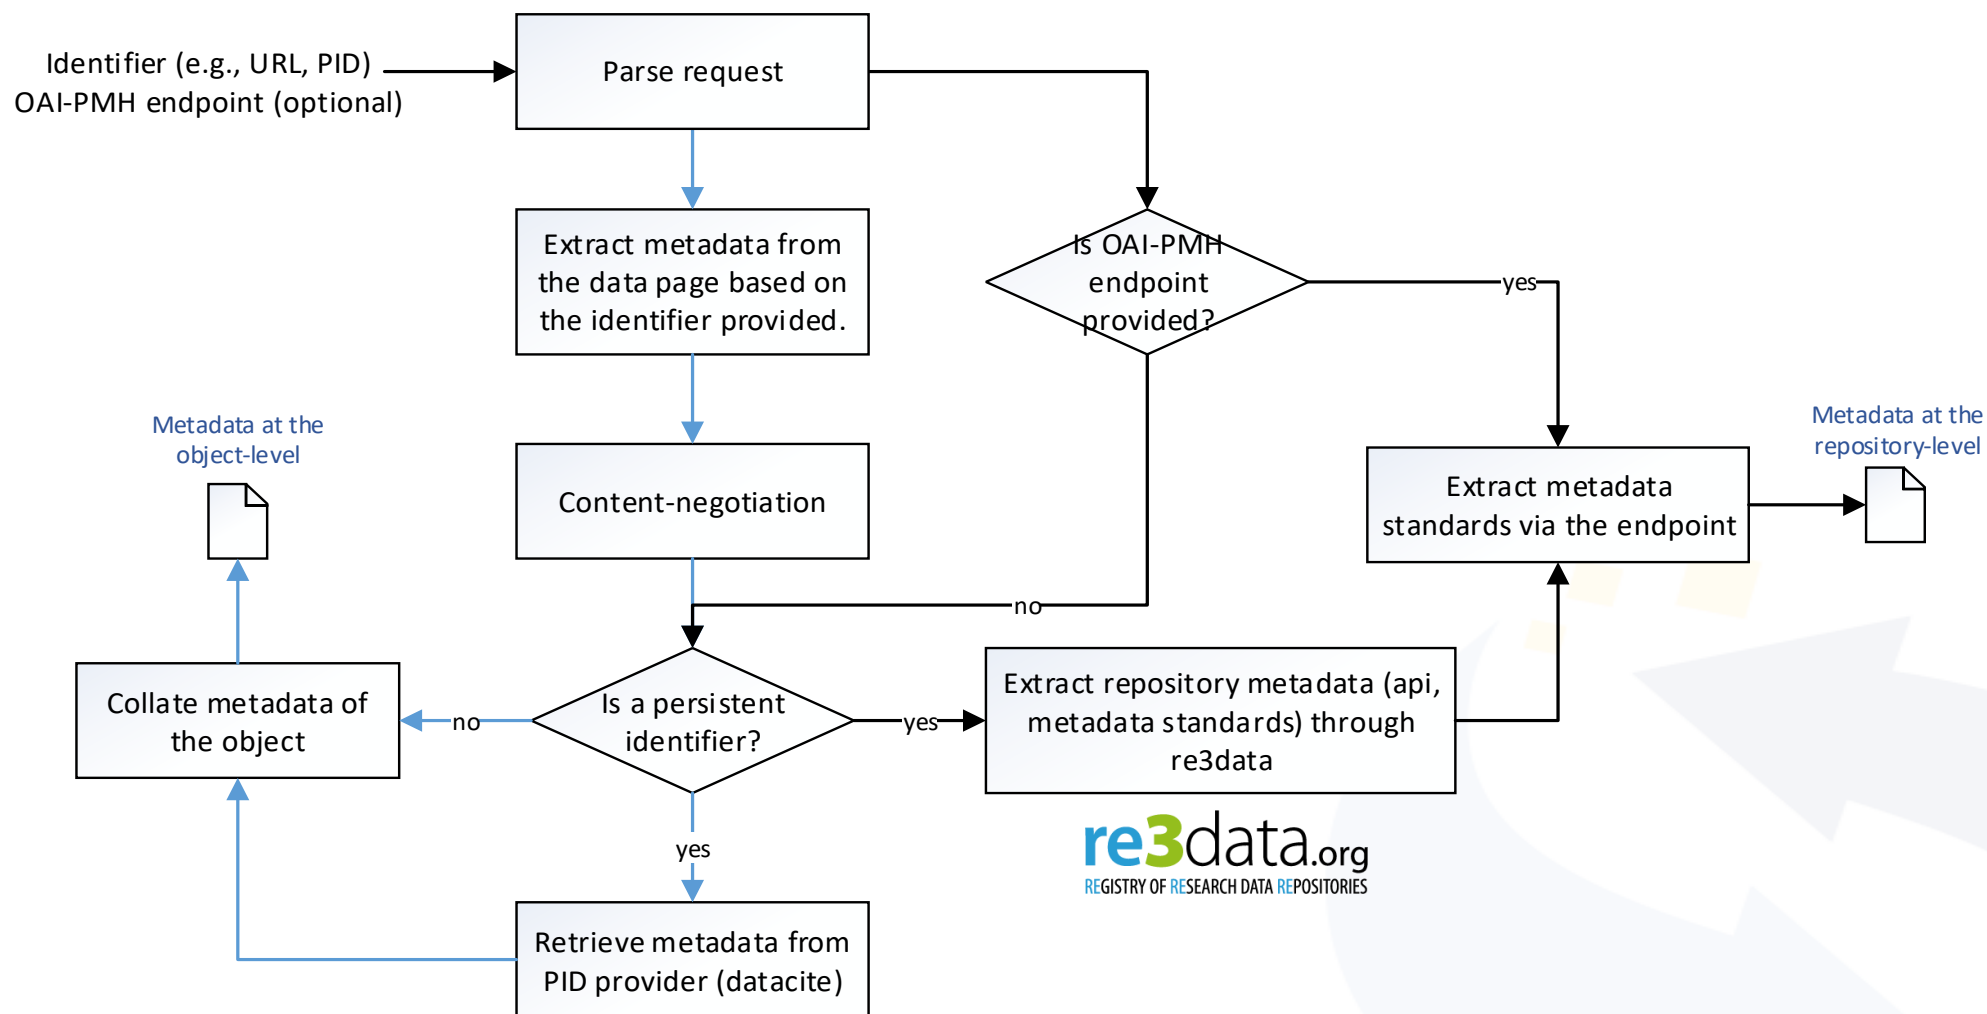 Identifier (e.g., URL, PID)
OAI-PMH endpoint (optional)
Parse request
Extract metadata from
the data page based on
the identifier provided.
Is OAI-PMH
endpoint
provided?
yes
Metadata at the
object-level
Content-negotiation
Extract metadata
standards via the endpoint
Metadata at the
repository-level
no
Collate metadata of
the object
no
Is a persistent
identifier?
yes
Extract repository metadata (api,
metadata standards) through
re3data
yes
re3data.org
REGISTRY OF RESEARCH DATA REPOSITORIES
Retrieve metadata from
PID provider (datacite)